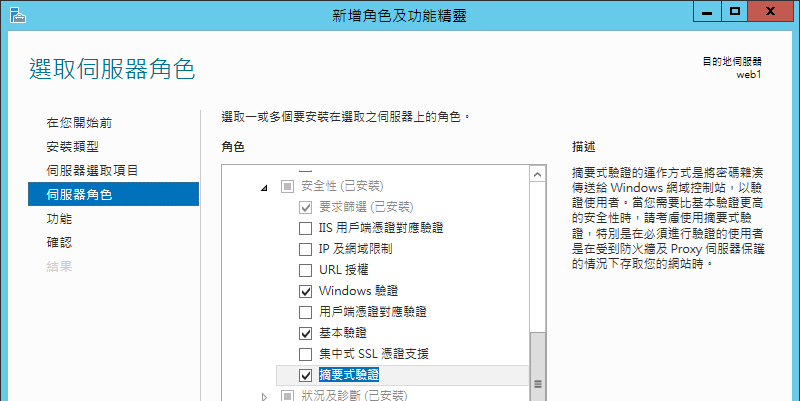 新增角色及功能精靈
選取伺服器角色
目的地伺服器
web1
在您開始前
安裝類型
伺服器選取項目
伺服器角色
功能
確認
結果
選取一或多個要安裝在選取之伺服器上的角色。
角色
安全性 (已安裝)
要求篩選 (已安裝)
IIS 用戶端憑證對應驗證
IP 及網域限制
URL 授權
Windows 驗證
用戶端憑證對應驗證
基本驗證
集中式 SSL 憑證支援
摘要式驗證
狀況及診斷 (已安裝)
描述
摘要式驗證的運作方式是將密碼雜湊
傳送給 Windows 網域控制站，以驗
證使用者。當您需要比基本驗證更高
的安全性時，請考慮使用摘要式驗
證，特別是在必須進行驗證的使用者
是在受到防火牆及 Proxy 伺服器保護
的情況下存取您的網站時。